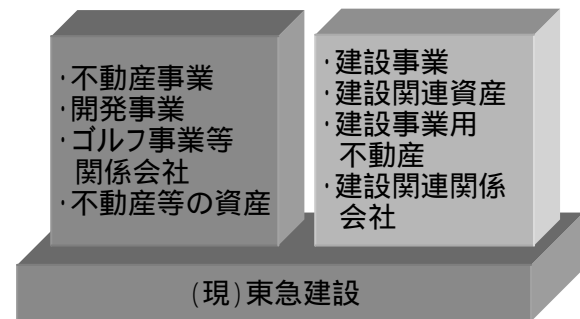 ·不動産事業
·開発事業
·ゴルフ事業等
関係会社
·不動産等の資産
·建設事業
·建設関連資産
·建設事業用
不動産
·建設関連関係
会社
(現)東急建設